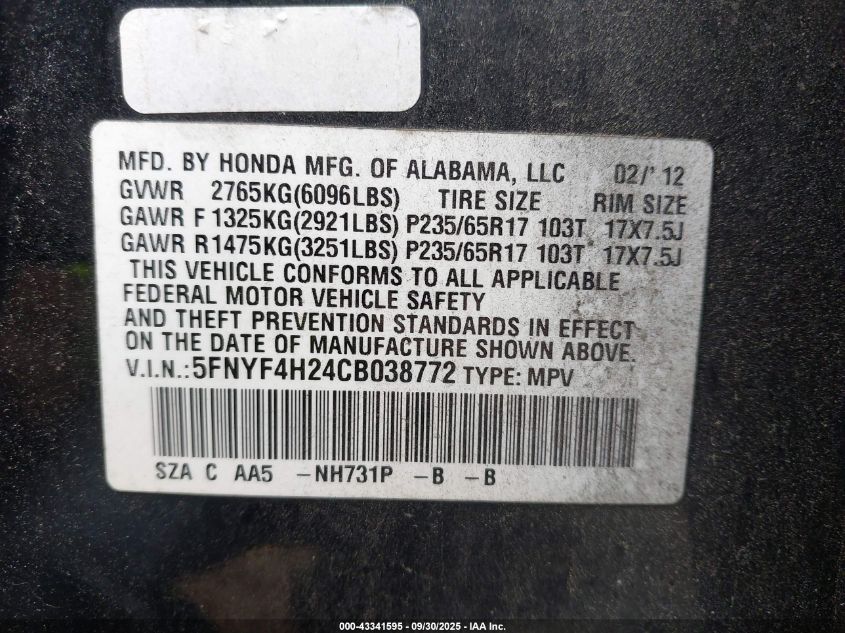 MFD. BY HONDA MFG. OF ALABAMA, LLC 02/' 12
GVWR 2765KG(6096LBS) TIRE SIZE RIM SIZE
GAWR F 1325KG(2921LBS) P235/65R17 103T 17X7.5J
GAWR R1475KG(3251LBS) P235/65R17 103T 17X7.5J
THIS VEHICLE CONFORMS TO ALL APPLICABLE
FEDERAL MOTOR VEHICLE SAFETY
AND THEFT PREVENTION STANDARDS IN EFFECT
ON THE DATE OF MANUFACTURE SHOWN ABOVE.
V.I.N.:5FNYF4H24CB038772 TYPE: MPV
SZA C AA5 -NH731P -B -B
000-43341595 - 09/30/2025 - IAA Inc.